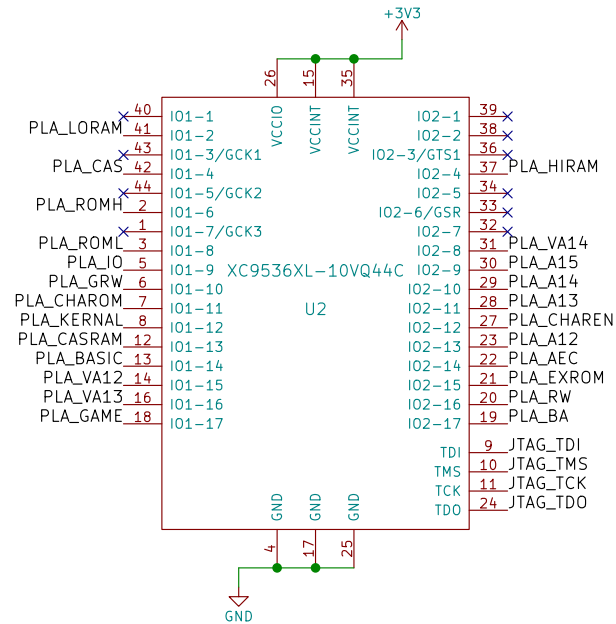 +3V3
26 15 35
VCCIO VCCINT VCCINT
40 IO1-1 IO2-1 39
PLA_LORAM 41 IO1-2 IO2-2 38
43 IO1-3/GCK1 IO2-3/GTS1 36
PLA_CAS 42 IO1-4 IO2-4 37 PLA_HIRAM
44 IO1-5/GCK2 IO2-5 34
PLA_ROMH 2 IO1-6 IO2-6/GSR 33
1 IO1-7/GCK3 IO2-7 32
PLA_ROML 3 IO1-8 IO2-8 31 PLA_VA14
PLA_IO 5 IO1-9 IO2-9 30 PLA_A15
XC9536XL-10VQ44C
PLA_GRW 6 IO1-10 IO2-10 29 PLA_A14
PLA_CHAROM 7 IO1-11 IO2-11 28 PLA_A13
U2
PLA_KERNAL 8 IO1-12 IO2-12 27 PLA_CHAREN
PLA_CASRAM 12 IO1-13 IO2-13 23 PLA_A12
PLA_BASIC 13 IO1-14 IO2-14 22 PLA_AEC
PLA_VA12 14 IO1-15 IO2-15 21 PLA_EXROM
PLA_VA13 16 IO1-16 IO2-16 20 PLA_RW
PLA_GAME 18 IO1-17 IO2-17 19 PLA_BA
TDI 9 JTAG_TDI
TMS 10 JTAG_TMS
TCK 11 JTAG_TCK
TDO 24 JTAG_TDO
GND GND GND
4 17 25
GND